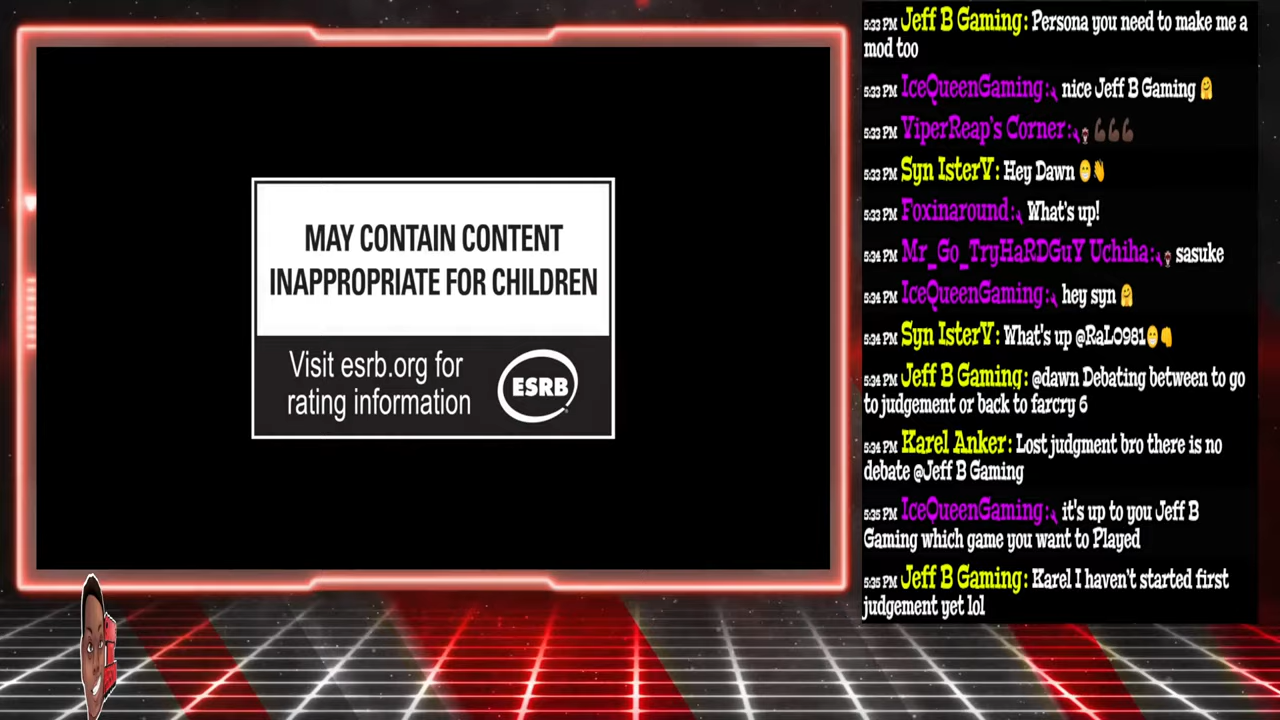 MAY CONTAIN CONTENT
INAPPROPRIATE FOR CHILDREN
Visit esrb.org for
rating information
ESRB
5:33 PM Jeff B Gaming: Persona you need to make me a
mod too
5:33 PM IceQueenGaming: nice Jeff B Gaming 🤗
5:33 PM ViperReap's Corner: 💪🏿💪🏿💪🏿
5:33 PM Syn IsterV: Hey Dawn 😁👏
5:33 PM Foxinaround: What's up!
5:34 PM Mr_Go_TryHaRDGuY Uchiha: sasuke
5:34 PM IceQueenGaming: hey syn 🤗
5:34 PM Syn IsterV: What's up @RaL0981😁👊
5:34 PM Jeff B Gaming: @dawn Debating between to go
to judgement or back to farcry 6
5:34 PM Karel Anker: Lost judgment bro there is no
debate @Jeff B Gaming
5:35 PM IceQueenGaming: it's up to you Jeff B
Gaming which game you want to Played
5:35 PM Jeff B Gaming: Karel I haven't started first
judgement yet lol